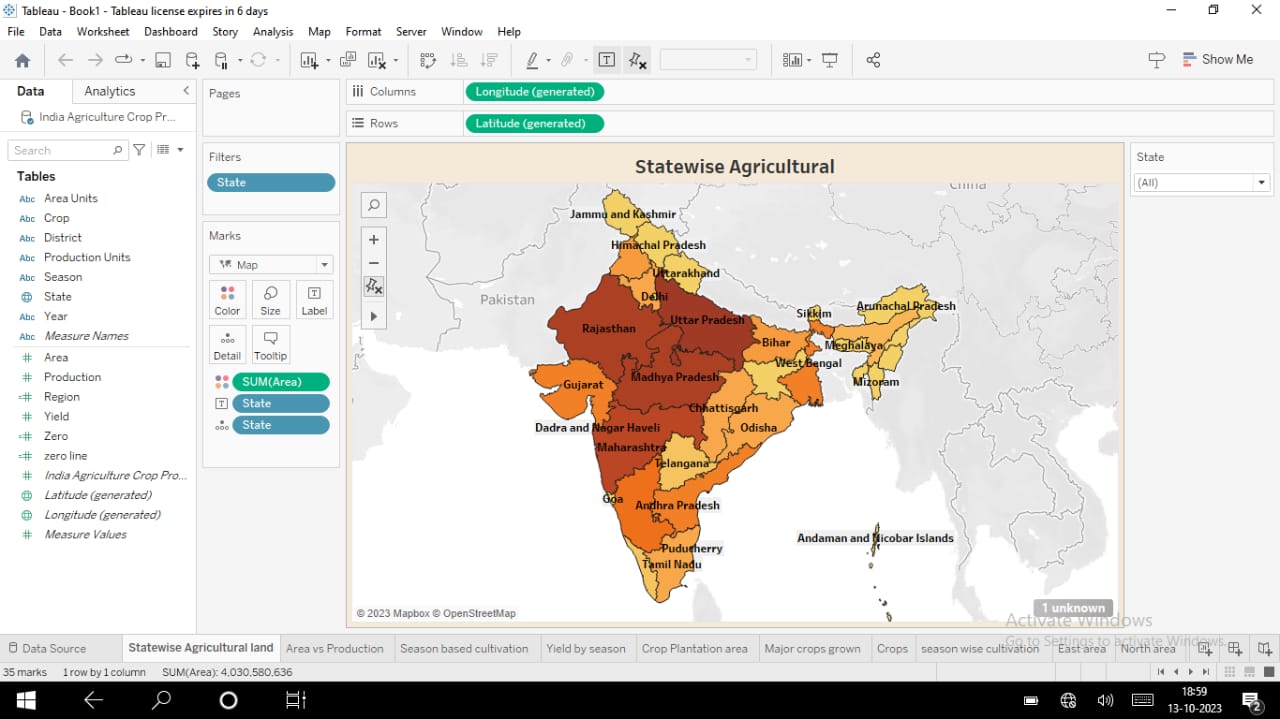 Tableau - Book1 - Tableau license expires in 6 days
File Data Worksheet Dashboard Story Analysis Map Format Server Window Help
Show Me
Data Analytics
India Agriculture Crop Pr...
Search
Tables
Abc Area Units
Abc Crop
Abc District
Abc Production Units
Abc Season
State
Abc Year
Abc Measure Names
# Area
# Production
=# Region
# Yield
=# Zero
=# zero line
# India Agriculture Crop Pro...
Latitude (generated)
Longitude (generated)
# Measure Values
Pages
Filters
State
Marks
Map
Color Size Label
Detail Tooltip
SUM(Area)
State
State
Columns Longitude (generated)
Rows Latitude (generated)
Statewise Agricultural
China
Jammu and Kashmir
Himachal Pradesh
Uttarakhand
Pakistan
Delhi
Arunachal Pradesh
Sikkim
Uttar Pradesh
Rajasthan
Bihar
Meghalaya
West Bengal
Madhya Pradesh
Mizoram
Gujarat
Chhattisgarh
Dadra and Nagar Haveli
Odisha
Maharashtra
Telangana
Goa
Andhra Pradesh
Andaman and Nicobar Islands
Puducherry
Tamil Nadu
© 2023 Mapbox © OpenStreetMap
1 unknown
State
(All)
Activate Windows
Go to Settings to activate Windows.
Data Source Statewise Agricultural land Area vs Production Season based cultivation Yield by season Crop Plantation area Major crops grown Crops season wise cultivation East area North area
35 marks 1 row by 1 column SUM(Area): 4,030,580,636
18:59
13-10-2023
2